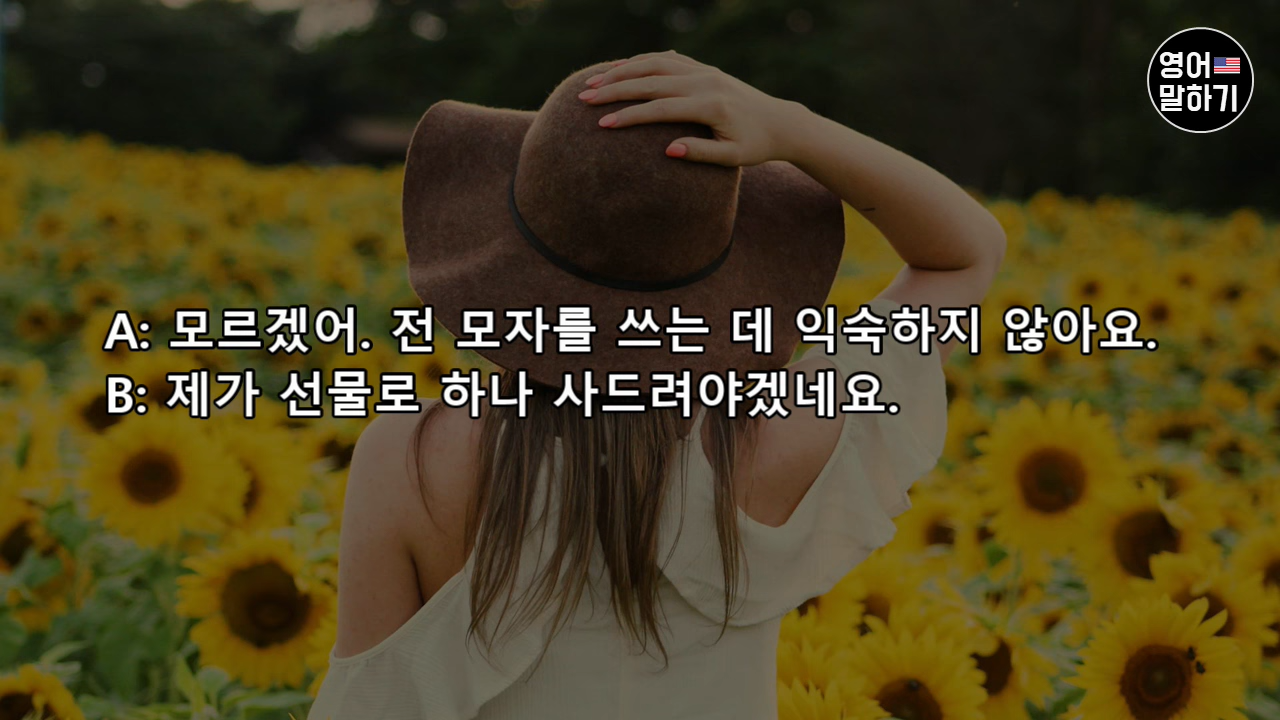 영어
말하기
A: 모르겠어. 전 모자를 쓰는 데 익숙하지 않아요.
B: 제가 선물로 하나 사드려야겠네요.